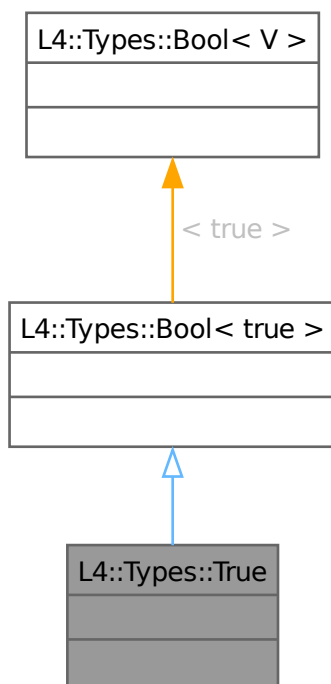 L4::Types::Bool< V >
< true >
L4::Types::Bool< true >
L4::Types::True